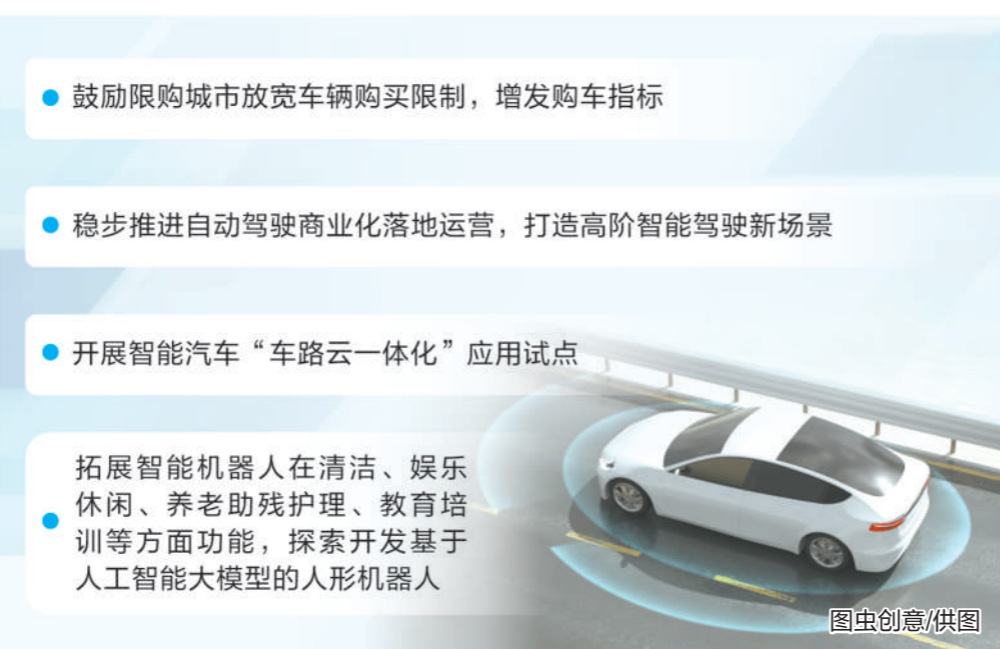 鼓励限购城市放宽车辆购买限制，增发购车指标
稳步推进自动驾驶商业化落地运营，打造高阶智能驾驶新场景
开展智能汽车“车路云一体化”应用试点
拓展智能机器人在清洁、娱乐
休闲、养老助残护理、教育培
训等方面功能，探索开发基于
人工智能大模型的人形机器人
图虫创意/供图